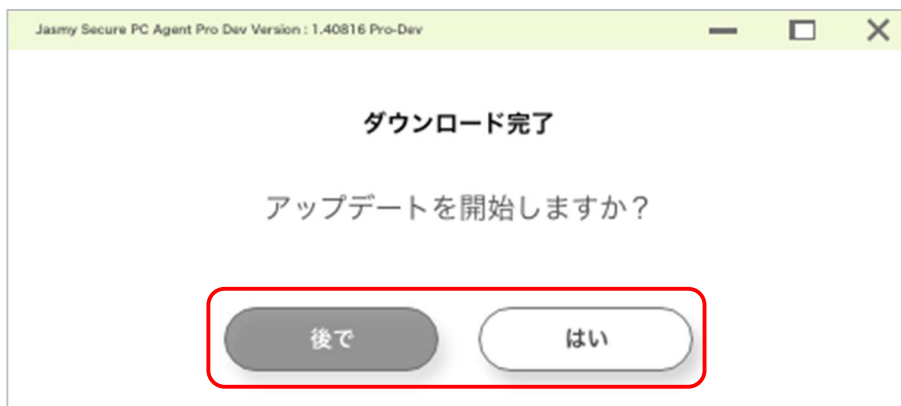 Jasmy Secure PC Agent Pro Dev Version : 1.40816 Pro-Dev
ダウンロード完了
アップデートを開始しますか？
後で はい